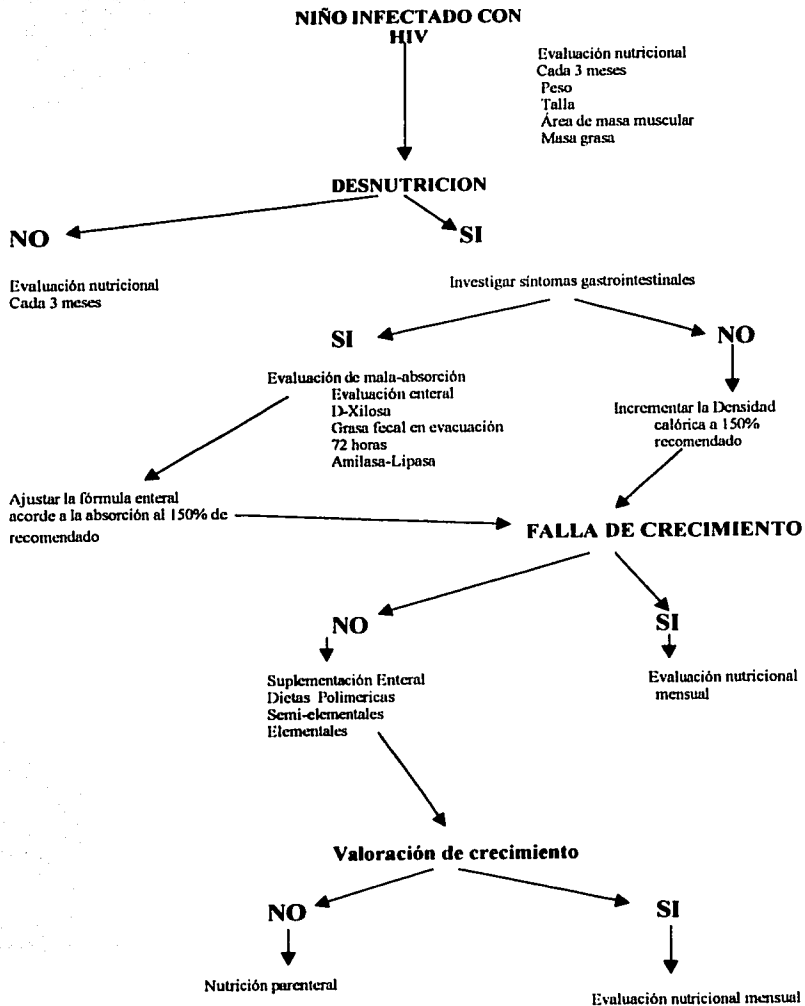 NIÑO INFECTADO CON
HIV
Evaluación nutricional
Cada 3 meses
Peso
Talla
Área de masa muscular
Masa grasa
DESNUTRICION
NO
SI
Evaluación nutricional
Cada 3 meses
Investigar síntomas gastrointestinales
SI
NO
Evaluación de mala-absorción
Evaluación enteral
D-Xilosa
Grasa fecal en evacuación
72 horas
Amilasa-Lipasa
Incrementar la Densidad
calórica a 150%
recomendado
Ajustar la fórmula enteral
acorde a la absorción al 150% de
recomendado
FALLA DE CRECIMIENTO
NO
SI
Suplementación Enteral
Dietas Polimericas
Semi-elementales
Elementales
Evaluación nutricional
mensual
Valoración de crecimiento
NO
SI
Nutrición parenteral
Evaluación nutricional mensual